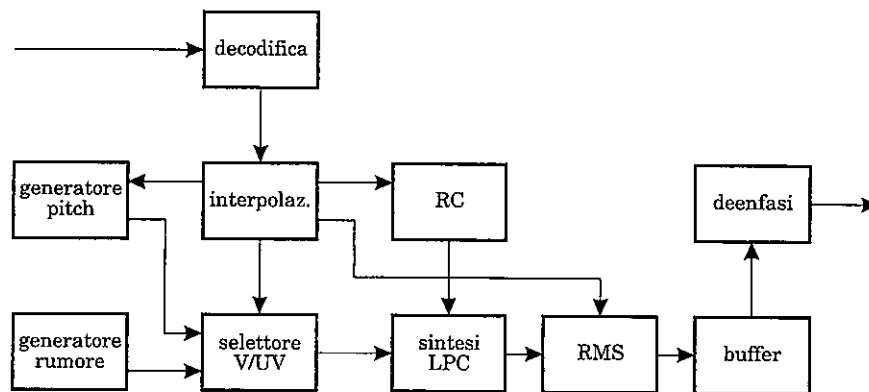 decodifica
generatore
pitch
interpolaz.
RC
deenfasi
generatore
rumore
selettore
V/UV
sintesi
LPC
RMS
buffer